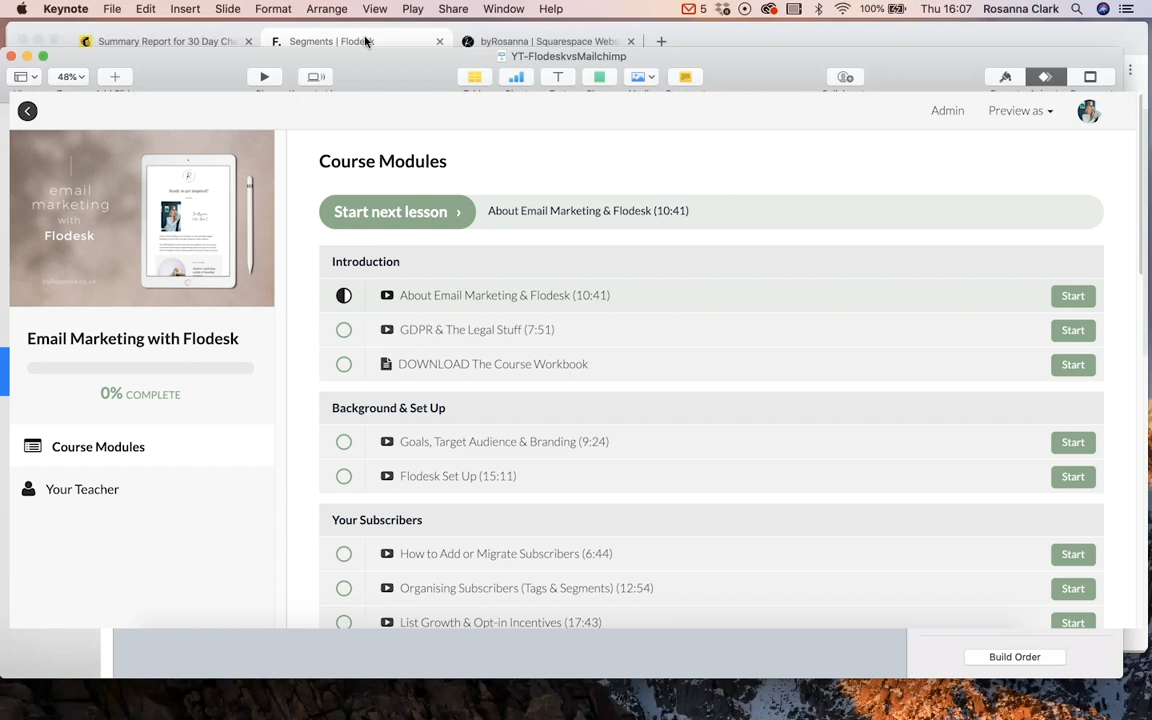 Keynote File Edit Insert Slide Format Arrange View Play Share Window Help 5 100% Thu 16:07 Rosanna Clark
Summary Report for 30 Day Cha × F. Segments | Flodesk × byRosanna | Squarespace Webs × +
YT-FlodeskvsMailchimp
48%
Admin Preview as
email
marketing
with
Flodesk
byRosanna.co.uk
Email Marketing with Flodesk
0% COMPLETE
Course Modules
Your Teacher
Course Modules
Start next lesson › About Email Marketing & Flodesk (10:41)
Introduction
About Email Marketing & Flodesk (10:41) Start
GDPR & The Legal Stuff (7:51) Start
DOWNLOAD The Course Workbook Start
Background & Set Up
Goals, Target Audience & Branding (9:24) Start
Flodesk Set Up (15:11) Start
Your Subscribers
How to Add or Migrate Subscribers (6:44) Start
Organising Subscribers (Tags & Segments) (12:54) Start
List Growth & Opt-in Incentives (17:43) Start
Build Order